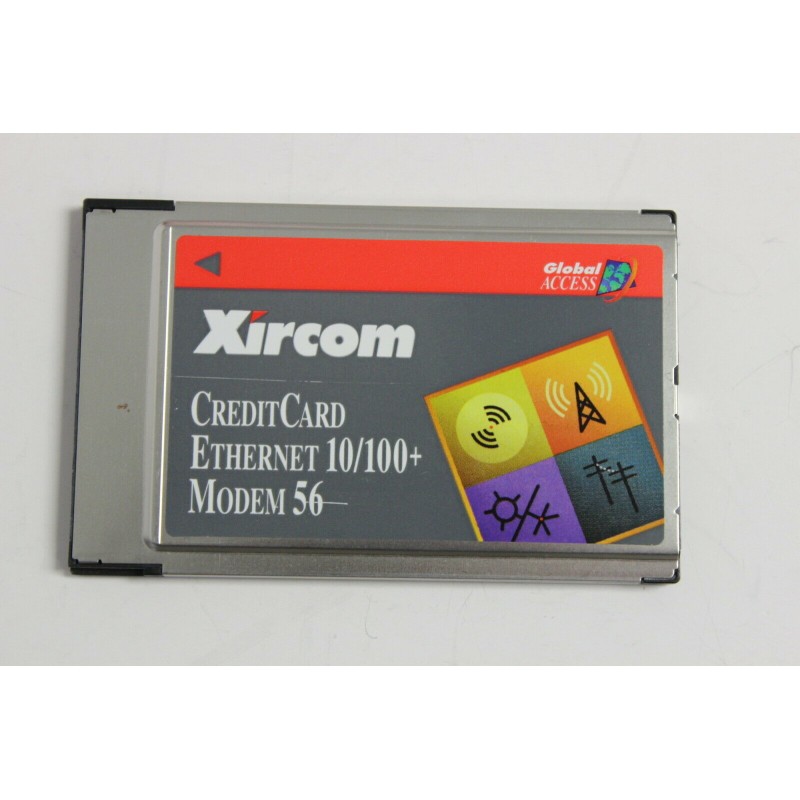 Global
ACCESS
Xircom
CREDITCARD
ETHERNET 10/100+
MODEM 56